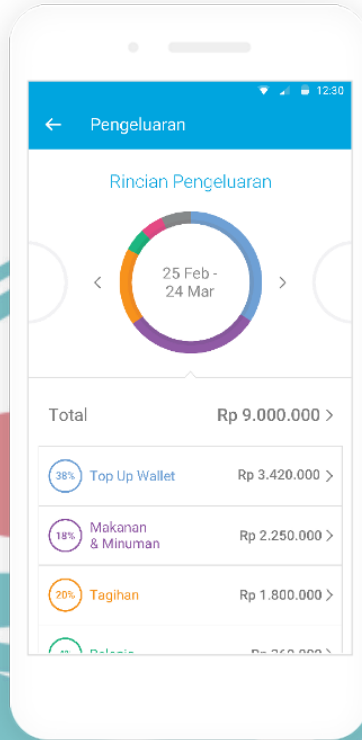 12:30
Pengeluaran
Rincian Pengeluaran
25 Feb -
24 Mar
Total Rp 9.000.000
38% Top Up Wallet Rp 3.420.000
18% Makanan
& Minuman Rp 2.250.000
20% Tagihan Rp 1.800.000